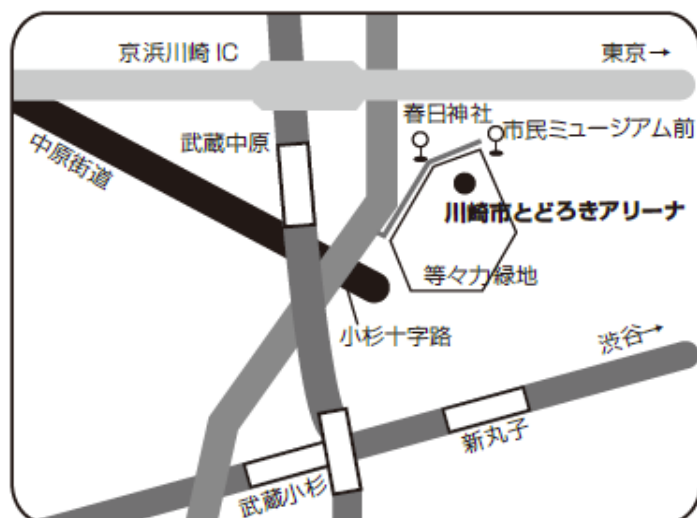 京浜川崎 IC
東京→
春日神社
市民ミュージアム前
武蔵中原
中原街道
川崎市とどろきアリーナ
等々力緑地
小杉十字路
渋谷→
新丸子
武蔵小杉